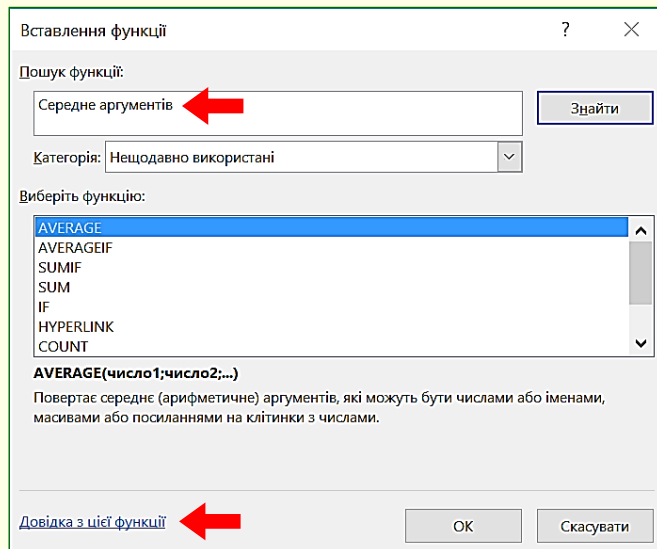 Вставлення функції
?
Пошук функції:
Середне аргументів
Знайти
Категорія: Нещодавно використані
Виберіть функцію:
AVERAGE
AVERAGEIF
SUMIF
SUM
IF
HYPERLINK
COUNT
AVERAGE(число1;число2;...)
Повертає середнє (арифметичне) аргументів, які можуть бути числами або іменами,
масивами або посиланнями на клітинки з числами.
Довідка з цієї функції
ОК
Скасувати